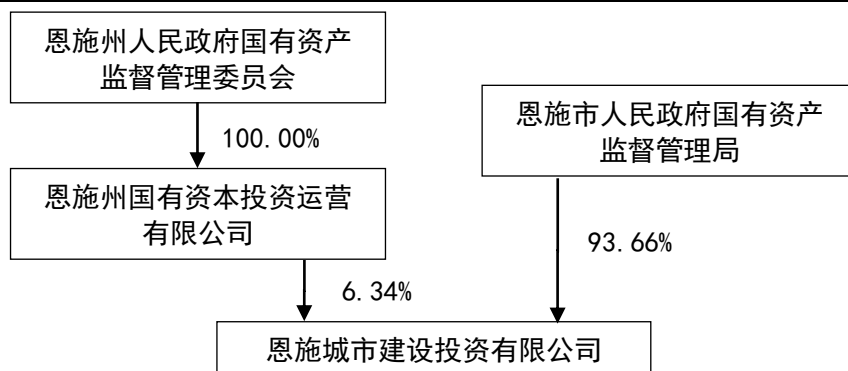 恩施州人民政府国有资产
监督管理委员会
恩施市人民政府国有资产
监督管理局
100.00%
恩施州国有资本投资运营
有限公司
93.66%
6.34%
恩施城市建设投资有限公司